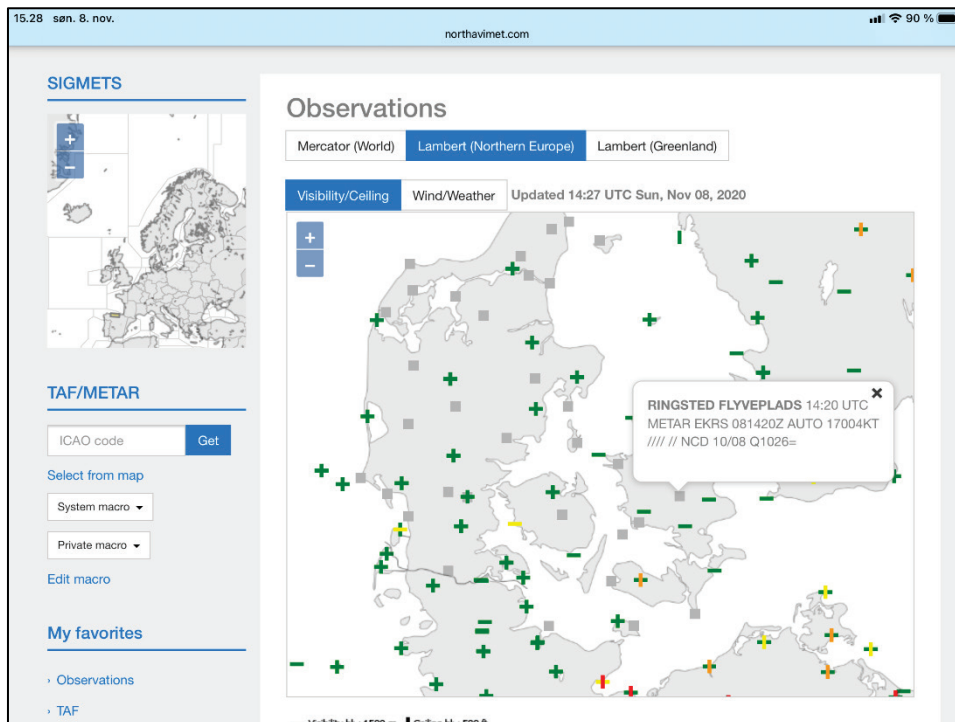 15.28 søn. 8. nov.
90 %
northavimet.com
SIGMETS
+
−
TAF/METAR
ICAO code
Get
Select from map
System macro
Private macro
Edit macro
My favorites
› Observations
› TAF
Observations
Mercator (World)
Lambert (Northern Europe)
Lambert (Greenland)
Visibility/Ceiling
Wind/Weather
Updated 14:27 UTC Sun, Nov 08, 2020
+
−
RINGSTED FLYVEPLADS 14:20 UTC
METAR EKRS 081420Z AUTO 17004KT
//// // NCD 10/08 Q1026=